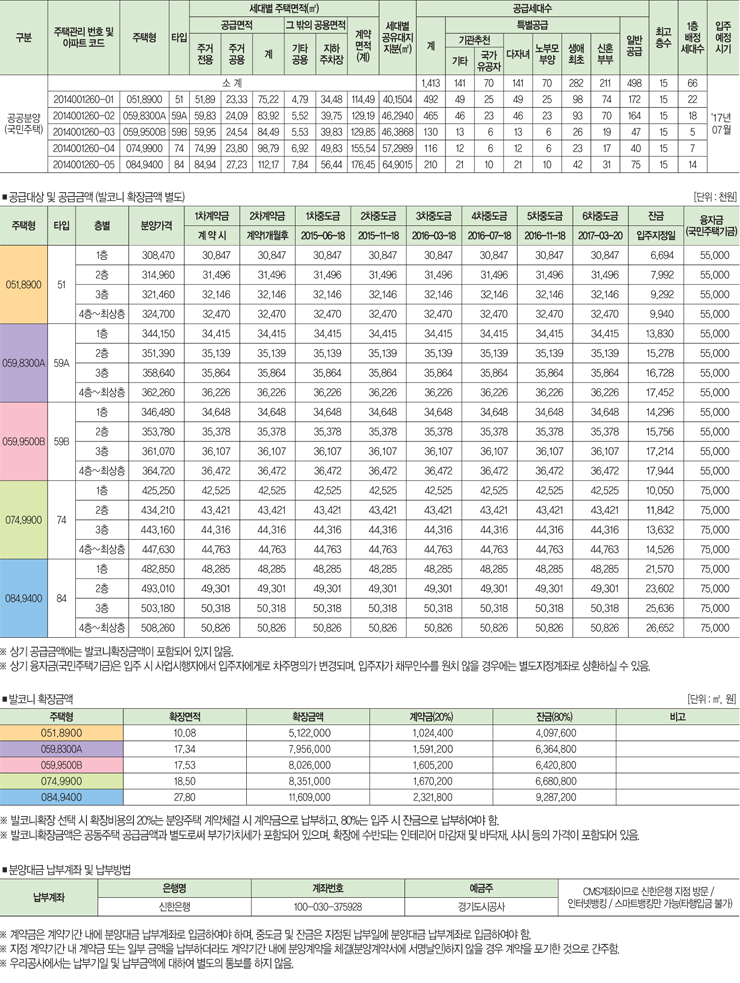 구분 주택관리 번호 및 아파트 코드 주택형 타입 세대별 주택면적(㎡) 세대별 공유대지 지분(㎡) 공급세대수 최고 층수 1층 배정 세대수 입주 예정 시기
공급면적 그 밖의 공용면적 계약 면적 (계) 계 특별공급 일반 공급
주거 전용 주거 공용 계 기타 공용 지하 주차장 기관추천 다자녀 노부모 부양 생애 최초 신혼 부부
기타 국가 유공자
공공분양 (국민주택) 소 계 1,413 141 70 141 70 282 211 498 15 66 '17년 07월
2014001260-01 051.8900 51 51.89 23.33 75.22 4.79 34.48 114.49 40.1504 492 49 25 49 25 98 74 172 15 22
2014001260-02 059.8300A 59A 59.83 24.09 83.92 5.52 39.75 129.19 46.2940 465 46 23 46 23 93 70 164 15 18
2014001260-03 059.9500B 59B 59.95 24.54 84.49 5.53 39.83 129.85 46.3868 130 13 6 13 6 26 19 47 15 5
2014001260-04 074.9900 74 74.99 23.80 98.79 6.92 49.83 155.54 57.2989 116 12 6 12 6 23 17 40 15 7
2014001260-05 084.9400 84 84.94 27.23 112.17 7.84 56.44 176.45 64.9015 210 21 10 21 10 42 31 75 15 14
■공급대상 및 공급금액 (발코니 확장금액 별도) [단위 : 천원]
주택형 타입 층별 분양가격 1차계약금 2차계약금 1차중도금 2차중도금 3차중도금 4차중도금 5차중도금 6차중도금 잔금 융자금 (국민주택기금)
계 약 시 계약1개월후 2015-06-18 2015-11-18 2016-03-18 2016-07-18 2016-11-18 2017-03-20 입주지정일
051.8900 51 1층 308,470 30,847 30,847 30,847 30,847 30,847 30,847 30,847 30,847 6,694 55,000
2층 314,960 31,496 31,496 31,496 31,496 31,496 31,496 31,496 31,496 7,992 55,000
3층 321,460 32,146 32,146 32,146 32,146 32,146 32,146 32,146 32,146 9,292 55,000
4층~최상층 324,700 32,470 32,470 32,470 32,470 32,470 32,470 32,470 32,470 9,940 55,000
059.8300A 59A 1층 344,150 34,415 34,415 34,415 34,415 34,415 34,415 34,415 34,415 13,830 55,000
2층 351,390 35,139 35,139 35,139 35,139 35,139 35,139 35,139 35,139 15,278 55,000
3층 358,640 35,864 35,864 35,864 35,864 35,864 35,864 35,864 35,864 16,728 55,000
4층~최상층 362,260 36,226 36,226 36,226 36,226 36,226 36,226 36,226 36,226 17,452 55,000
059.9500B 59B 1층 346,480 34,648 34,648 34,648 34,648 34,648 34,648 34,648 34,648 14,296 55,000
2층 353,780 35,378 35,378 35,378 35,378 35,378 35,378 35,378 35,378 15,756 55,000
3층 361,070 36,107 36,107 36,107 36,107 36,107 36,107 36,107 36,107 17,214 55,000
4층~최상층 364,720 36,472 36,472 36,472 36,472 36,472 36,472 36,472 36,472 17,944 55,000
074.9900 74 1층 425,250 42,525 42,525 42,525 42,525 42,525 42,525 42,525 42,525 10,050 75,000
2층 434,210 43,421 43,421 43,421 43,421 43,421 43,421 43,421 43,421 11,842 75,000
3층 443,160 44,316 44,316 44,316 44,316 44,316 44,316 44,316 44,316 13,632 75,000
4층~최상층 447,630 44,763 44,763 44,763 44,763 44,763 44,763 44,763 44,763 14,526 75,000
084.9400 84 1층 482,850 48,285 48,285 48,285 48,285 48,285 48,285 48,285 48,285 21,570 75,000
2층 493,010 49,301 49,301 49,301 49,301 49,301 49,301 49,301 49,301 23,602 75,000
3층 503,180 50,318 50,318 50,318 50,318 50,318 50,318 50,318 50,318 25,636 75,000
4층~최상층 508,260 50,826 50,826 50,826 50,826 50,826 50,826 50,826 50,826 26,652 75,000
※ 상기 공급금액에는 발코니확장금액이 포함되어 있지 않음.
※ 상기 융자금(국민주택기금)은 입주 시 사업시행자에서 입주자에게로 차주명의가 변경되며, 입주자가 채무인수를 원치 않을 경우에는 별도지정계좌로 상환하실 수 있음.
■발코니 확장금액 [단위 : ㎡, 원]
주택형 확장면적 확장금액 계약금(20%) 잔금(80%) 비고
051.8900 10.08 5,122,000 1,024,400 4,097,600
059.8300A 17.34 7,956,000 1,591,200 6,364,800
059.9500B 17.53 8,026,000 1,605,200 6,420,800
074.9900 18.50 8,351,000 1,670,200 6,680,800
084.9400 27.80 11,609,000 2,321,800 9,287,200
※ 발코니확장 선택 시 확장비용의 20%는 분양주택 계약체결 시 계약금으로 납부하고, 80%는 입주 시 잔금으로 납부하여야 함.
※ 발코니확장금액은 공동주택 공급금액과 별도로써 부가가치세가 포함되어 있으며, 확장에 수반되는 인테리어 마감재 및 바닥재, 샤시 등의 가격이 포함되어 있음.
■분양대금 납부계좌 및 납부방법
납부계좌 은행명 계좌번호 예금주 CMS계좌이므로 신한은행 지점 방문 /
신한은행 100-030-375928 경기도시공사 인터넷뱅킹 / 스마트뱅킹만 가능(타행입금 불가)
※ 계약금은 계약기간 내에 분양대금 납부계좌로 입금하여야 하며, 중도금 및 잔금은 지정된 납부일에 분양대금 납부계좌로 입금하여야 함.
※ 지정 계약기간 내 계약금 또는 일부 금액을 납부하더라도 계약기간 내에 분양계약을 체결(분양계약서에 서명날인)하지 않을 경우 계약을 포기한 것으로 간주함.
※ 우리공사에서는 납부기일 및 납부금액에 대하여 별도의 통보를 하지 않음.